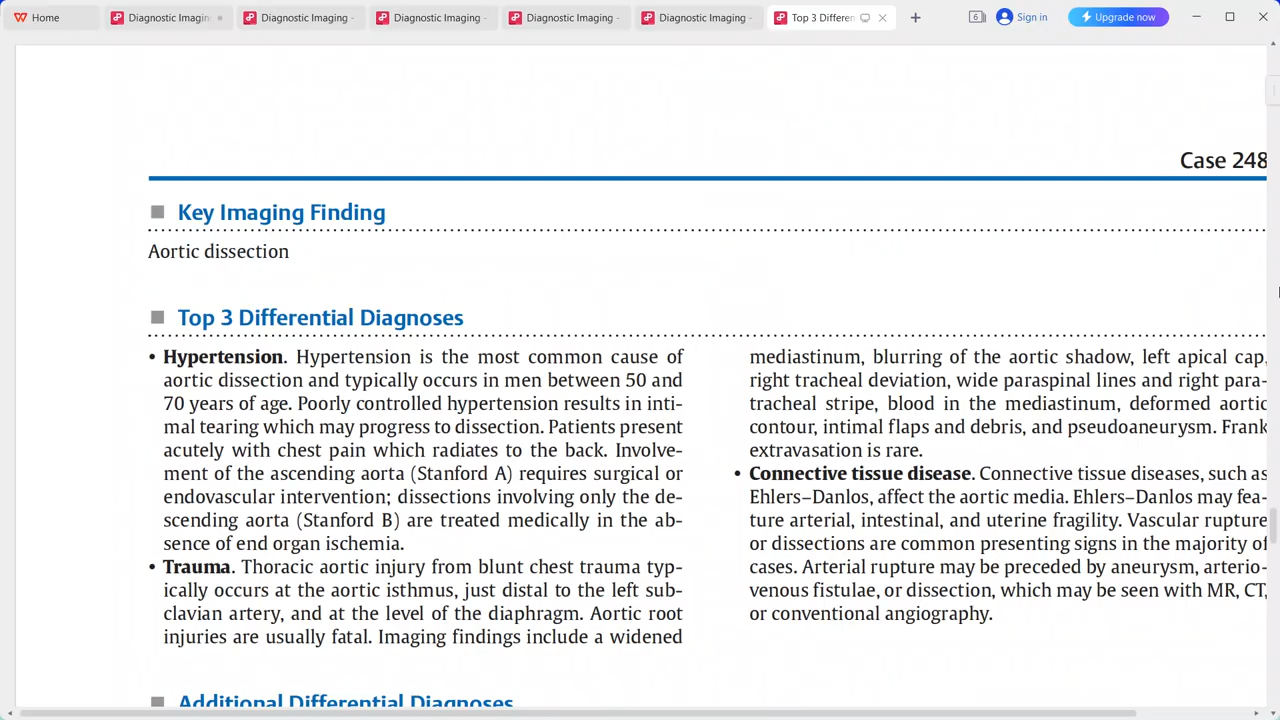 Home
Diagnostic Imaging
Diagnostic Imaging -
Diagnostic Imaging -
Diagnostic Imaging -
Diagnostic Imaging -
Top 3 Differen
6
Sign in
Upgrade now
Case 248
Key Imaging Finding
Aortic dissection
Top 3 Differential Diagnoses
• Hypertension. Hypertension is the most common cause of
aortic dissection and typically occurs in men between 50 and
70 years of age. Poorly controlled hypertension results in inti-
mal tearing which may progress to dissection. Patients present
acutely with chest pain which radiates to the back. Involve-
ment of the ascending aorta (Stanford A) requires surgical or
endovascular intervention; dissections involving only the de-
scending aorta (Stanford B) are treated medically in the ab-
sence of end organ ischemia.
• Trauma. Thoracic aortic injury from blunt chest trauma typ-
ically occurs at the aortic isthmus, just distal to the left sub-
clavian artery, and at the level of the diaphragm. Aortic root
injuries are usually fatal. Imaging findings include a widened
mediastinum, blurring of the aortic shadow, left apical cap,
right tracheal deviation, wide paraspinal lines and right para-
tracheal stripe, blood in the mediastinum, deformed aortic
contour, intimal flaps and debris, and pseudoaneurysm. Frank
extravasation is rare.
• Connective tissue disease. Connective tissue diseases, such as
Ehlers–Danlos, affect the aortic media. Ehlers–Danlos may fea-
ture arterial, intestinal, and uterine fragility. Vascular rupture
or dissections are common presenting signs in the majority of
cases. Arterial rupture may be preceded by aneurysm, arterio-
venous fistulae, or dissection, which may be seen with MR, CT,
or conventional angiography.
Additional Differential Diagnoses